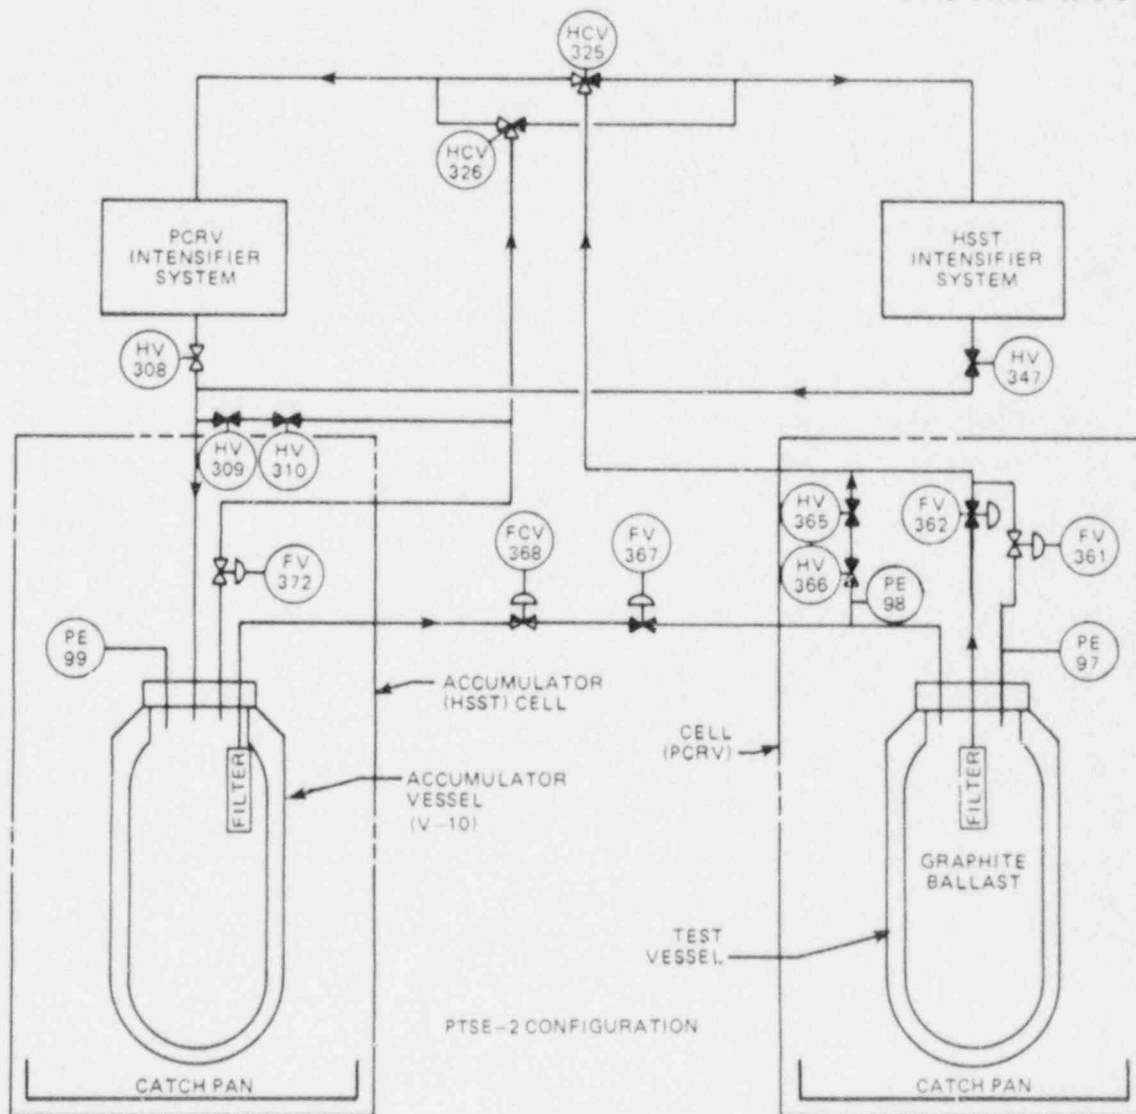 HCV
325
HCV
326
PCRV
INTENSIFIER
SYSTEM
HSST
INTENSIFIER
SYSTEM
HV
308
HV
347
HV
309
HV
310
HV
365
FV
362
FCV
368
FV
367
FV
361
FV
372
HV
366
PE
98
PE
99
PE
97
ACCUMULATOR
(HSST) CELL
CELL
(PCRV)
ACCUMULATOR
VESSEL
(V-10)
FILTER
FILTER
GRAPHITE
BALLAST
TEST
VESSEL
PTSE-2 CONFIGURATION
CATCH PAN
CATCH PAN